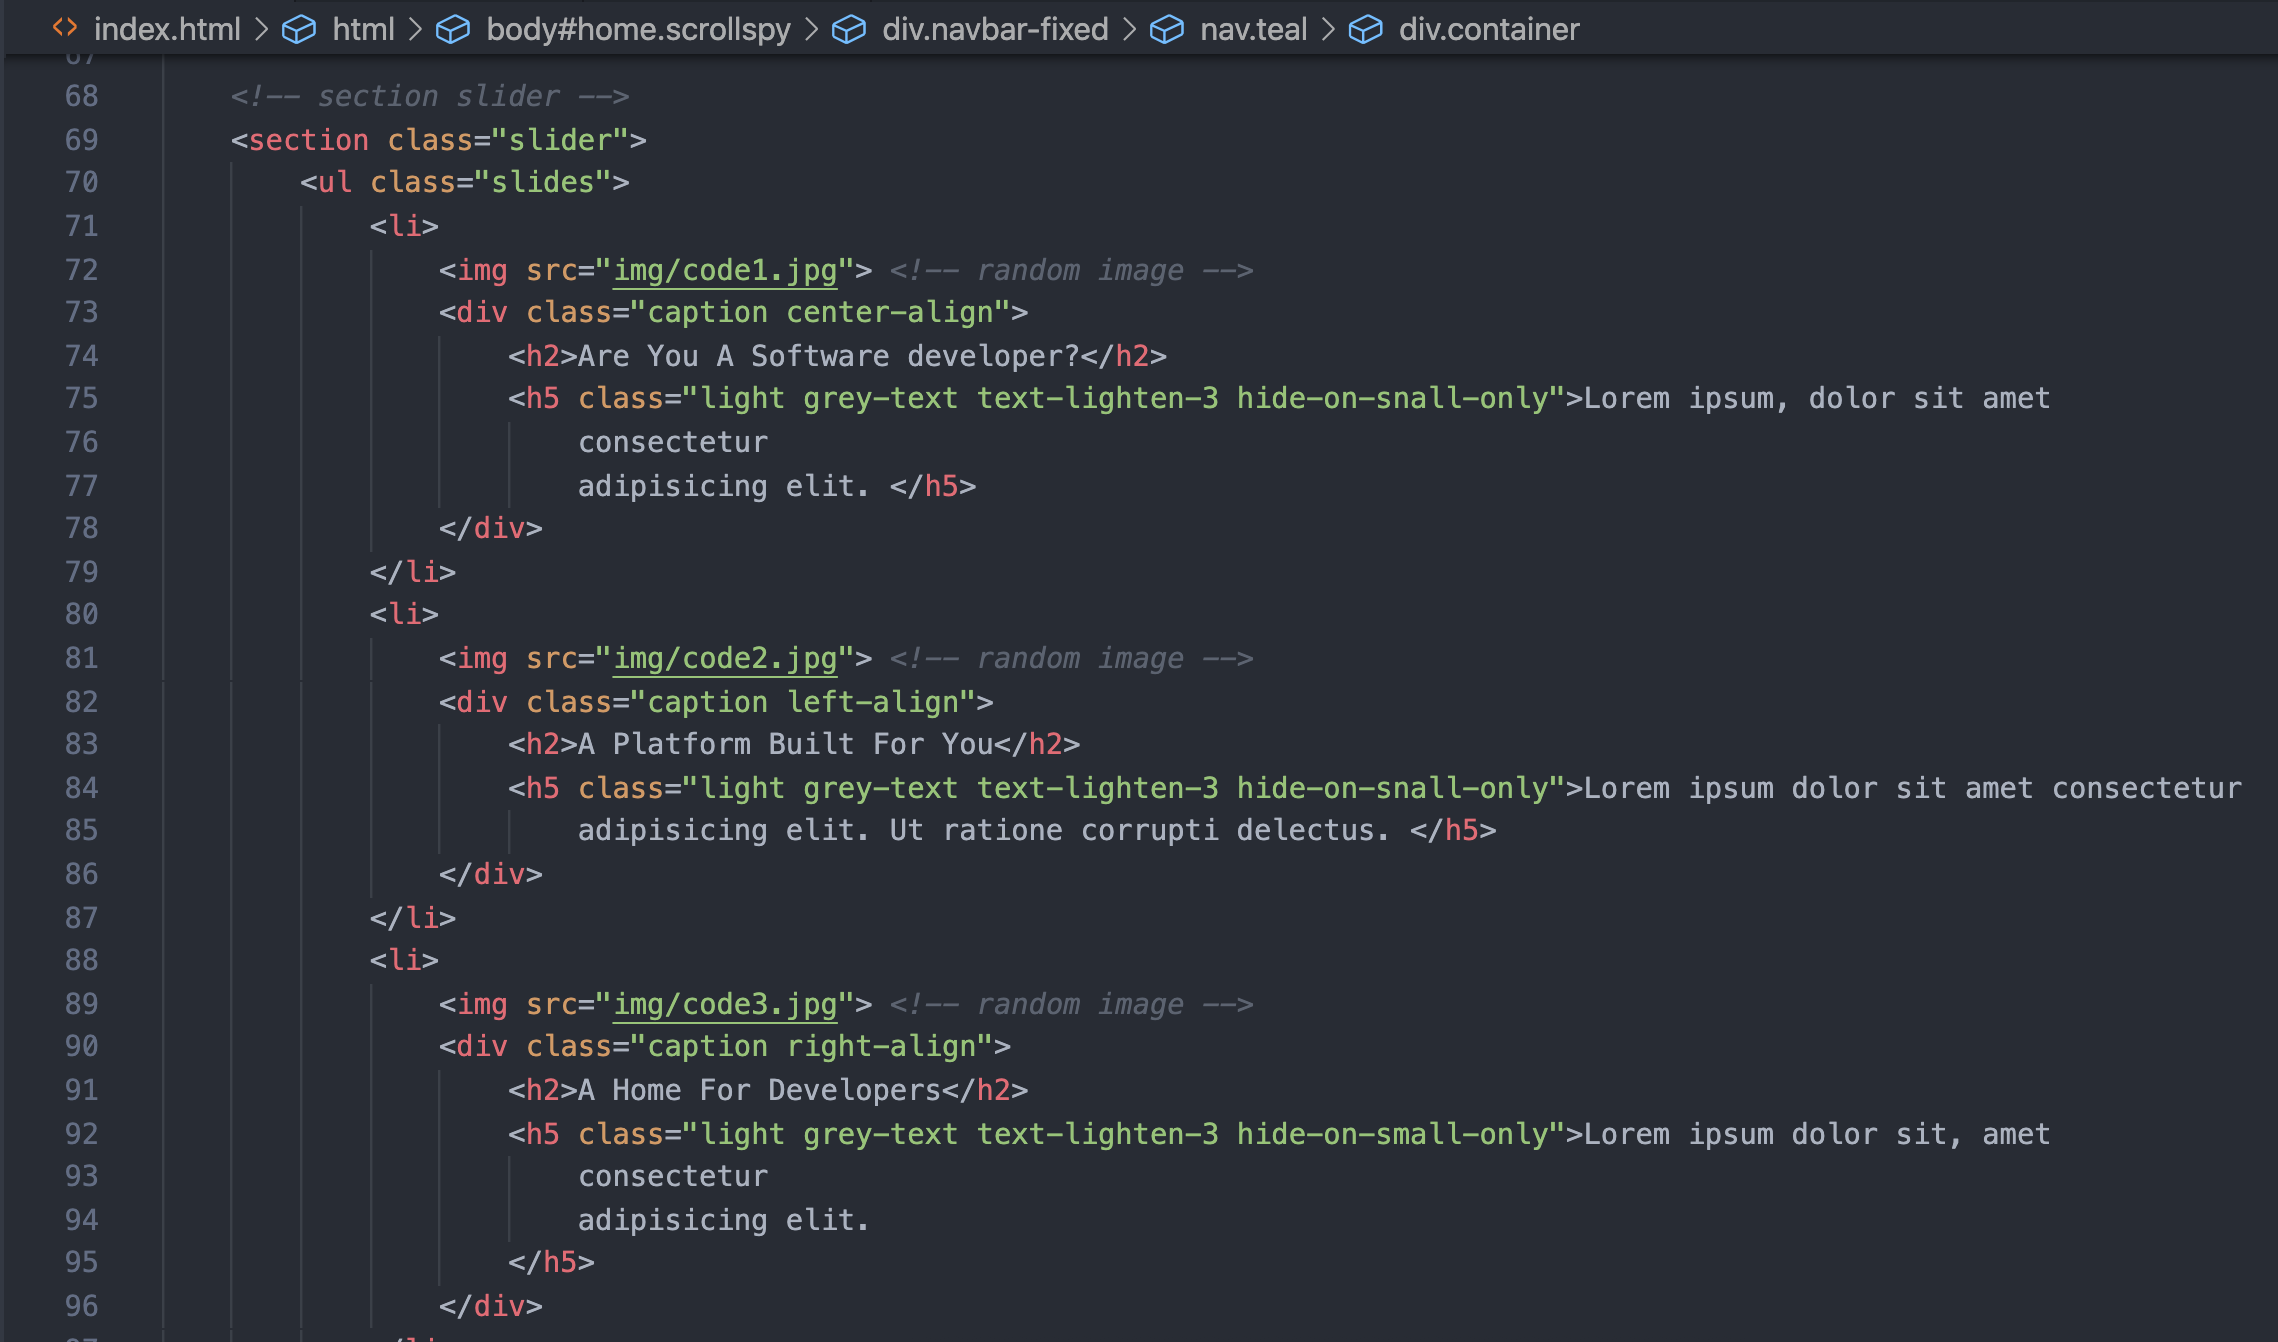 index.html > html > body#home.scrollspy > div.navbar-fixed > nav.teal > div.container
67
68 <!-- section slider -->
69 <section class="slider">
70 <ul class="slides">
71 <li>
72 <img src="img/code1.jpg"> <!-- random image -->
73 <div class="caption center-align">
74 <h2>Are You A Software developer?</h2>
75 <h5 class="light grey-text text-lighten-3 hide-on-snall-only">Lorem ipsum, dolor sit amet
76 consectetur
77 adipisicing elit. </h5>
78 </div>
79 </li>
80 <li>
81 <img src="img/code2.jpg"> <!-- random image -->
82 <div class="caption left-align">
83 <h2>A Platform Built For You</h2>
84 <h5 class="light grey-text text-lighten-3 hide-on-snall-only">Lorem ipsum dolor sit amet consectetur
85 adipisicing elit. Ut ratione corrupti delectus. </h5>
86 </div>
87 </li>
88 <li>
89 <img src="img/code3.jpg"> <!-- random image -->
90 <div class="caption right-align">
91 <h2>A Home For Developers</h2>
92 <h5 class="light grey-text text-lighten-3 hide-on-small-only">Lorem ipsum dolor sit, amet
93 consectetur
94 adipisicing elit.
95 </h5>
96 </div>